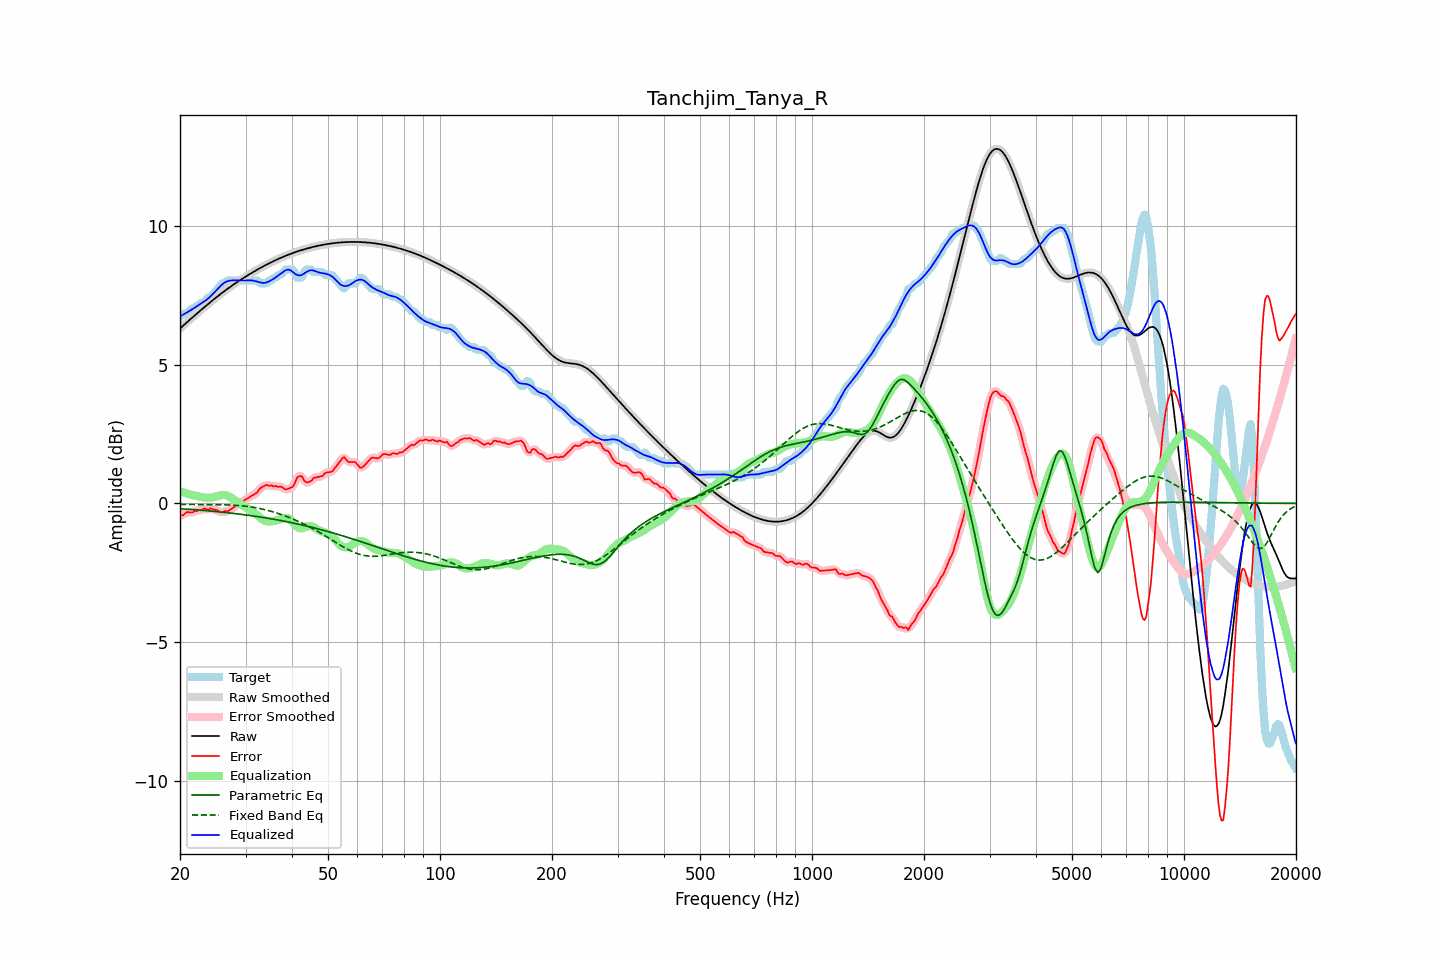 Tanchjim_Tanya_R
Amplitude (dBr)
10
5
0
−5
−10
Target
Raw Smoothed
Error Smoothed
Raw
Error
Equalization
Parametric Eq
Fixed Band Eq
Equalized
20 50 100 200 500 1000 2000 5000 10000 20000
Frequency (Hz)